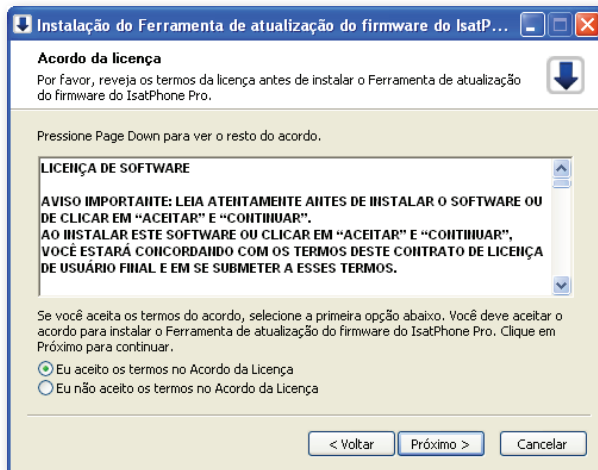 Instalação do Ferramenta de atualização do firmware do IsatP...
Acordo da licença
Por favor, reveja os termos da licença antes de instalar o Ferramenta de atualização
do firmware do IsatPhone Pro.
Pressione Page Down para ver o resto do acordo.
LICENÇA DE SOFTWARE
AVISO IMPORTANTE: LEIA ATENTAMENTE ANTES DE INSTALAR O SOFTWARE OU
DE CLICAR EM “ACEITAR” E “CONTINUAR”.
AO INSTALAR ESTE SOFTWARE OU CLICAR EM “ACEITAR” E “CONTINUAR”,
VOCÊ ESTARÁ CONCORDANDO COM OS TERMOS DESTE CONTRATO DE LICENÇA
DE USUÁRIO FINAL E EM SE SUBMETER A ESSES TERMOS.
Se você aceita os termos do acordo, selecione a primeira opção abaixo. Você deve aceitar o
acordo para instalar o Ferramenta de atualização do firmware do IsatPhone Pro. Clique em
Próximo para continuar.
Eu aceito os termos no Acordo da Licença
Eu não aceito os termos no Acordo da Licença
< Voltar
Próximo >
Cancelar